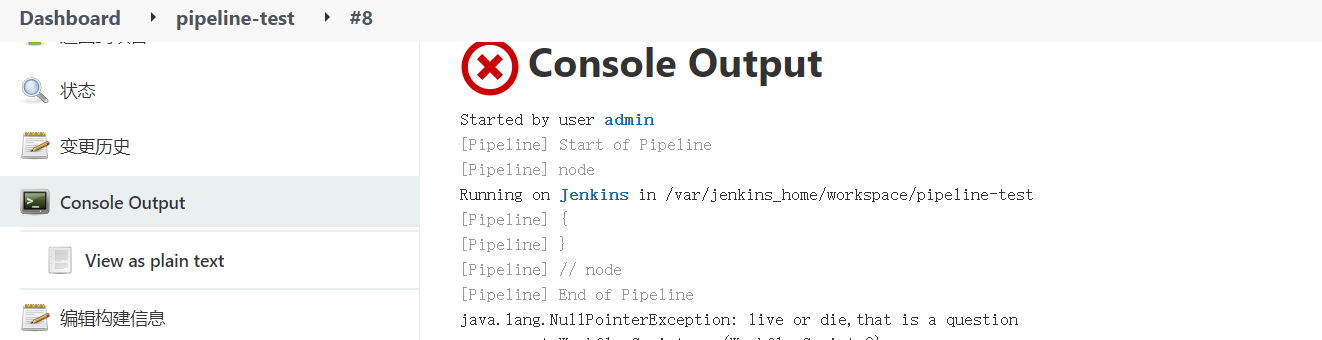 Dashboard
pipeline-test
#8
状态
变更历史
Console Output
View as plain text
编辑构建信息
Console Output
Started by user admin
[Pipeline] Start of Pipeline
[Pipeline] node
Running on Jenkins in /var/jenkins_home/workspace/pipeline-test
[Pipeline] {
[Pipeline] }
[Pipeline] // node
[Pipeline] End of Pipeline
java.lang.NullPointerException: live or die,that is a question